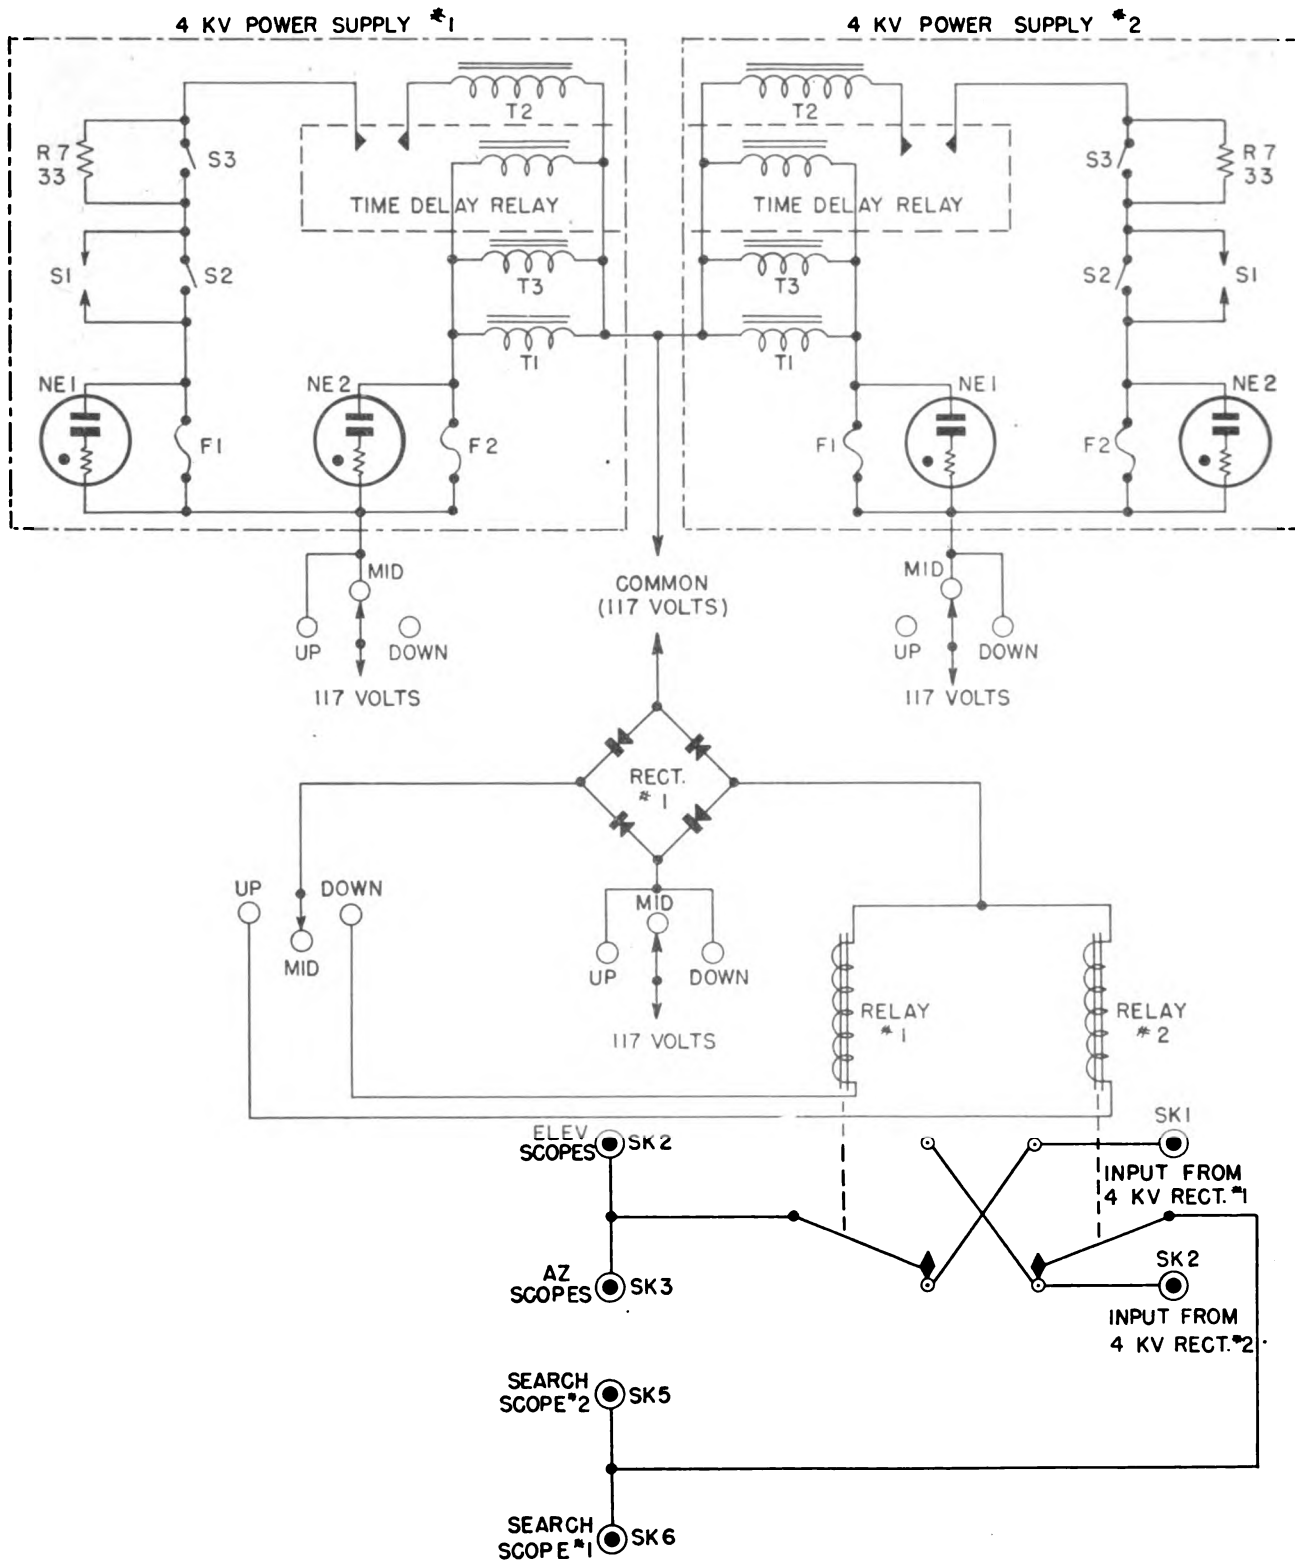 4 KV POWER SUPPLY #1
4 KV POWER SUPPLY #2
T2
T2
R7
33
S3
TIME DELAY RELAY
TIME DELAY RELAY
S3
R7
33
S1
S2
T3
T3
S2
S1
T1
T1
NE1
NE2
NE1
NE2
F1
F2
F1
F2
MID
UP
DOWN
117 VOLTS
COMMON
(117 VOLTS)
MID
UP
DOWN
117 VOLTS
RECT.
#1
UP
DOWN
MID
MID
UP
DOWN
117 VOLTS
RELAY
#1
RELAY
#2
ELEV
SCOPES
SK2
SK1
INPUT FROM
4 KV RECT.#1
AZ
SCOPES
SK3
SK2
INPUT FROM
4 KV RECT.#2
SEARCH
SCOPE#2
SK5
SEARCH
SCOPE#1
SK6